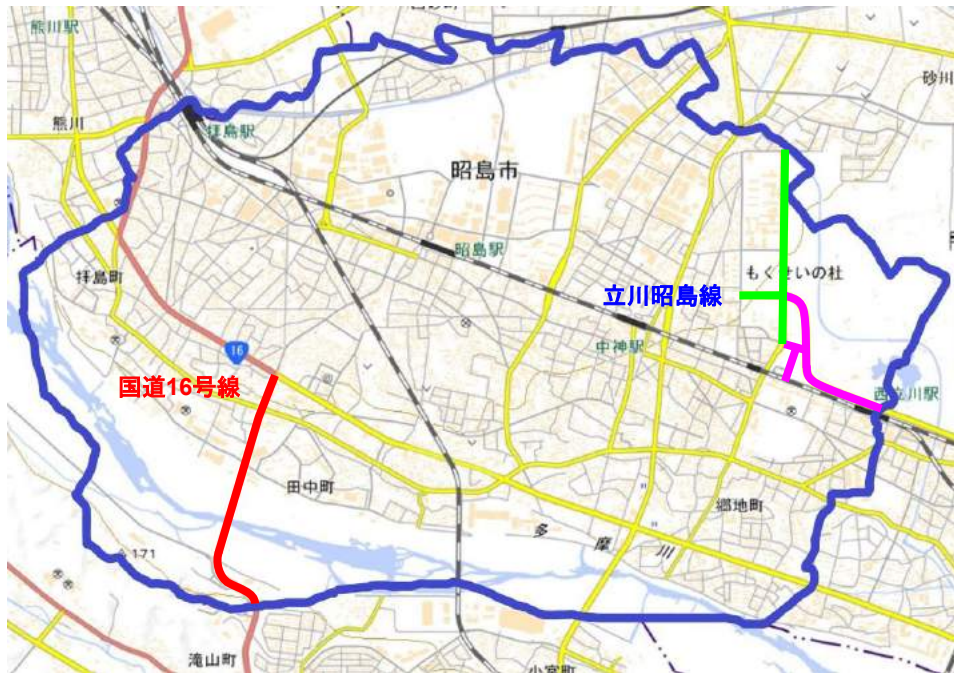 熊川駅
砂川
熊川
拝島駅
昭島市
昭島駅
もくせいの杜
拝島町
立川昭島線
中神駅
16
国道16号線
西立川駅
田中町
郷地町
多摩川
171
滝山町
小宮町